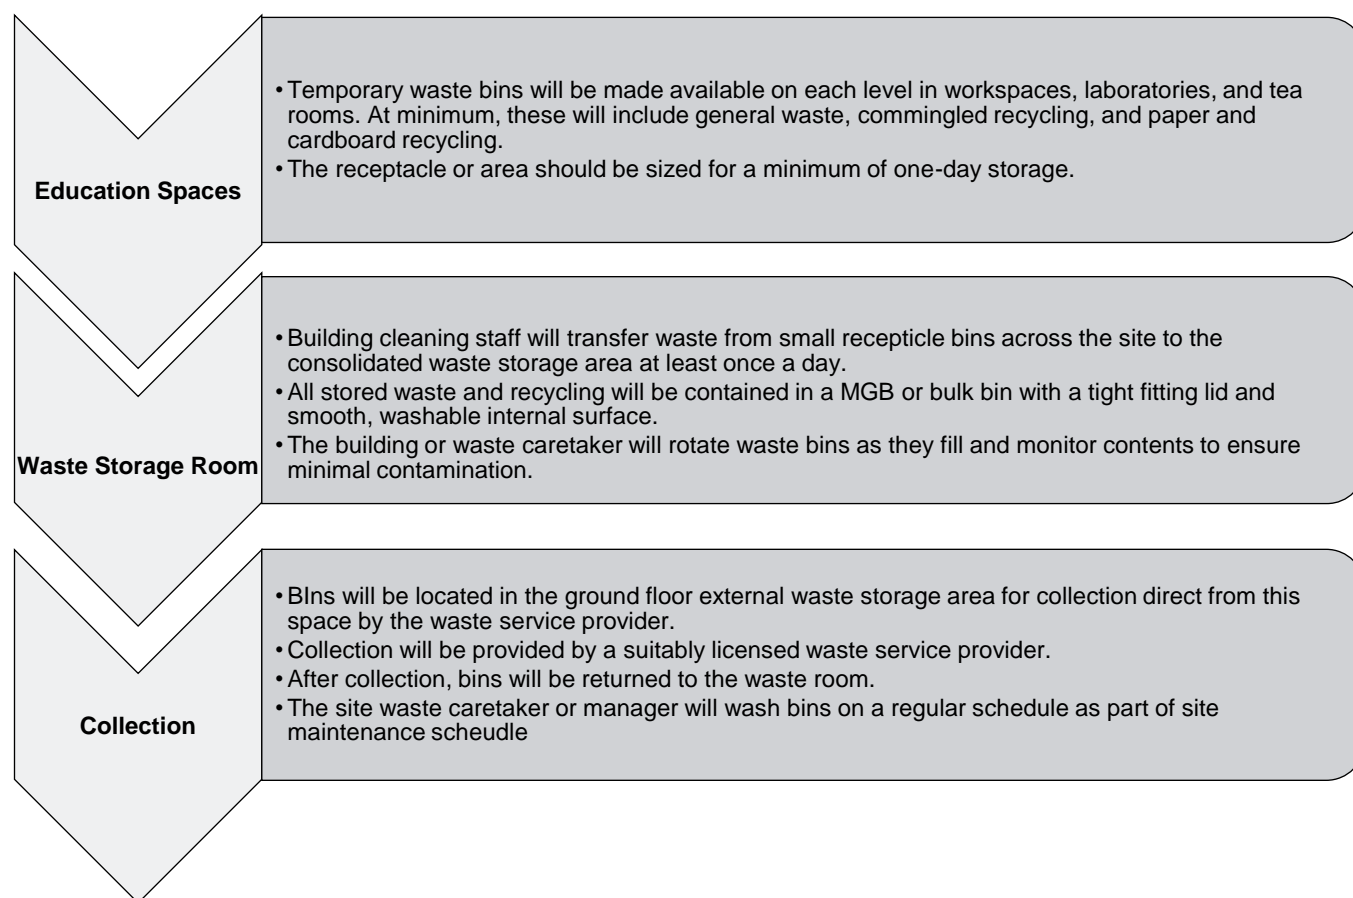 Education Spaces
• Temporary waste bins will be made available on each level in workspaces, laboratories, and tea
rooms. At minimum, these will include general waste, commingled recycling, and paper and
cardboard recycling.
• The receptacle or area should be sized for a minimum of one-day storage.
Waste Storage Room
• Building cleaning staff will transfer waste from small recepticle bins across the site to the
consolidated waste storage area at least once a day.
• All stored waste and recycling will be contained in a MGB or bulk bin with a tight fitting lid and
smooth, washable internal surface.
• The building or waste caretaker will rotate waste bins as they fill and monitor contents to ensure
minimal contamination.
Collection
• BIns will be located in the ground floor external waste storage area for collection direct from this
space by the waste service provider.
• Collection will be provided by a suitably licensed waste service provider.
• After collection, bins will be returned to the waste room.
• The site waste caretaker or manager will wash bins on a regular schedule as part of site
maintenance scheudle